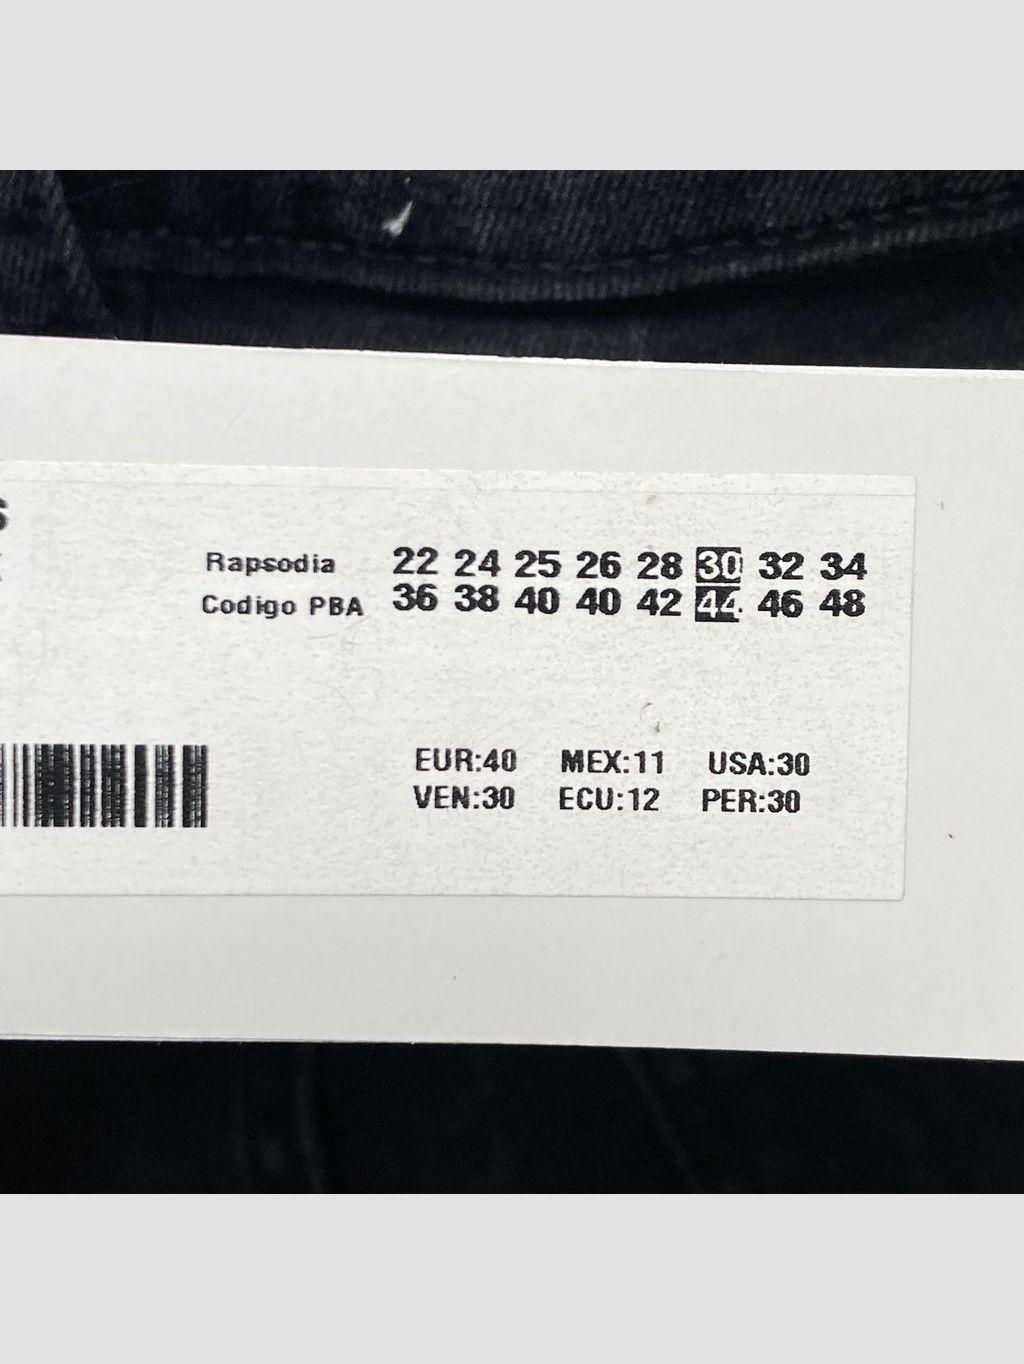 Rapsodia 22 24 25 26 28 30 32 34
Codigo PBA 36 38 40 40 42 44 46 48
EUR:40 MEX:11 USA:30
VEN:30 ECU:12 PER:30